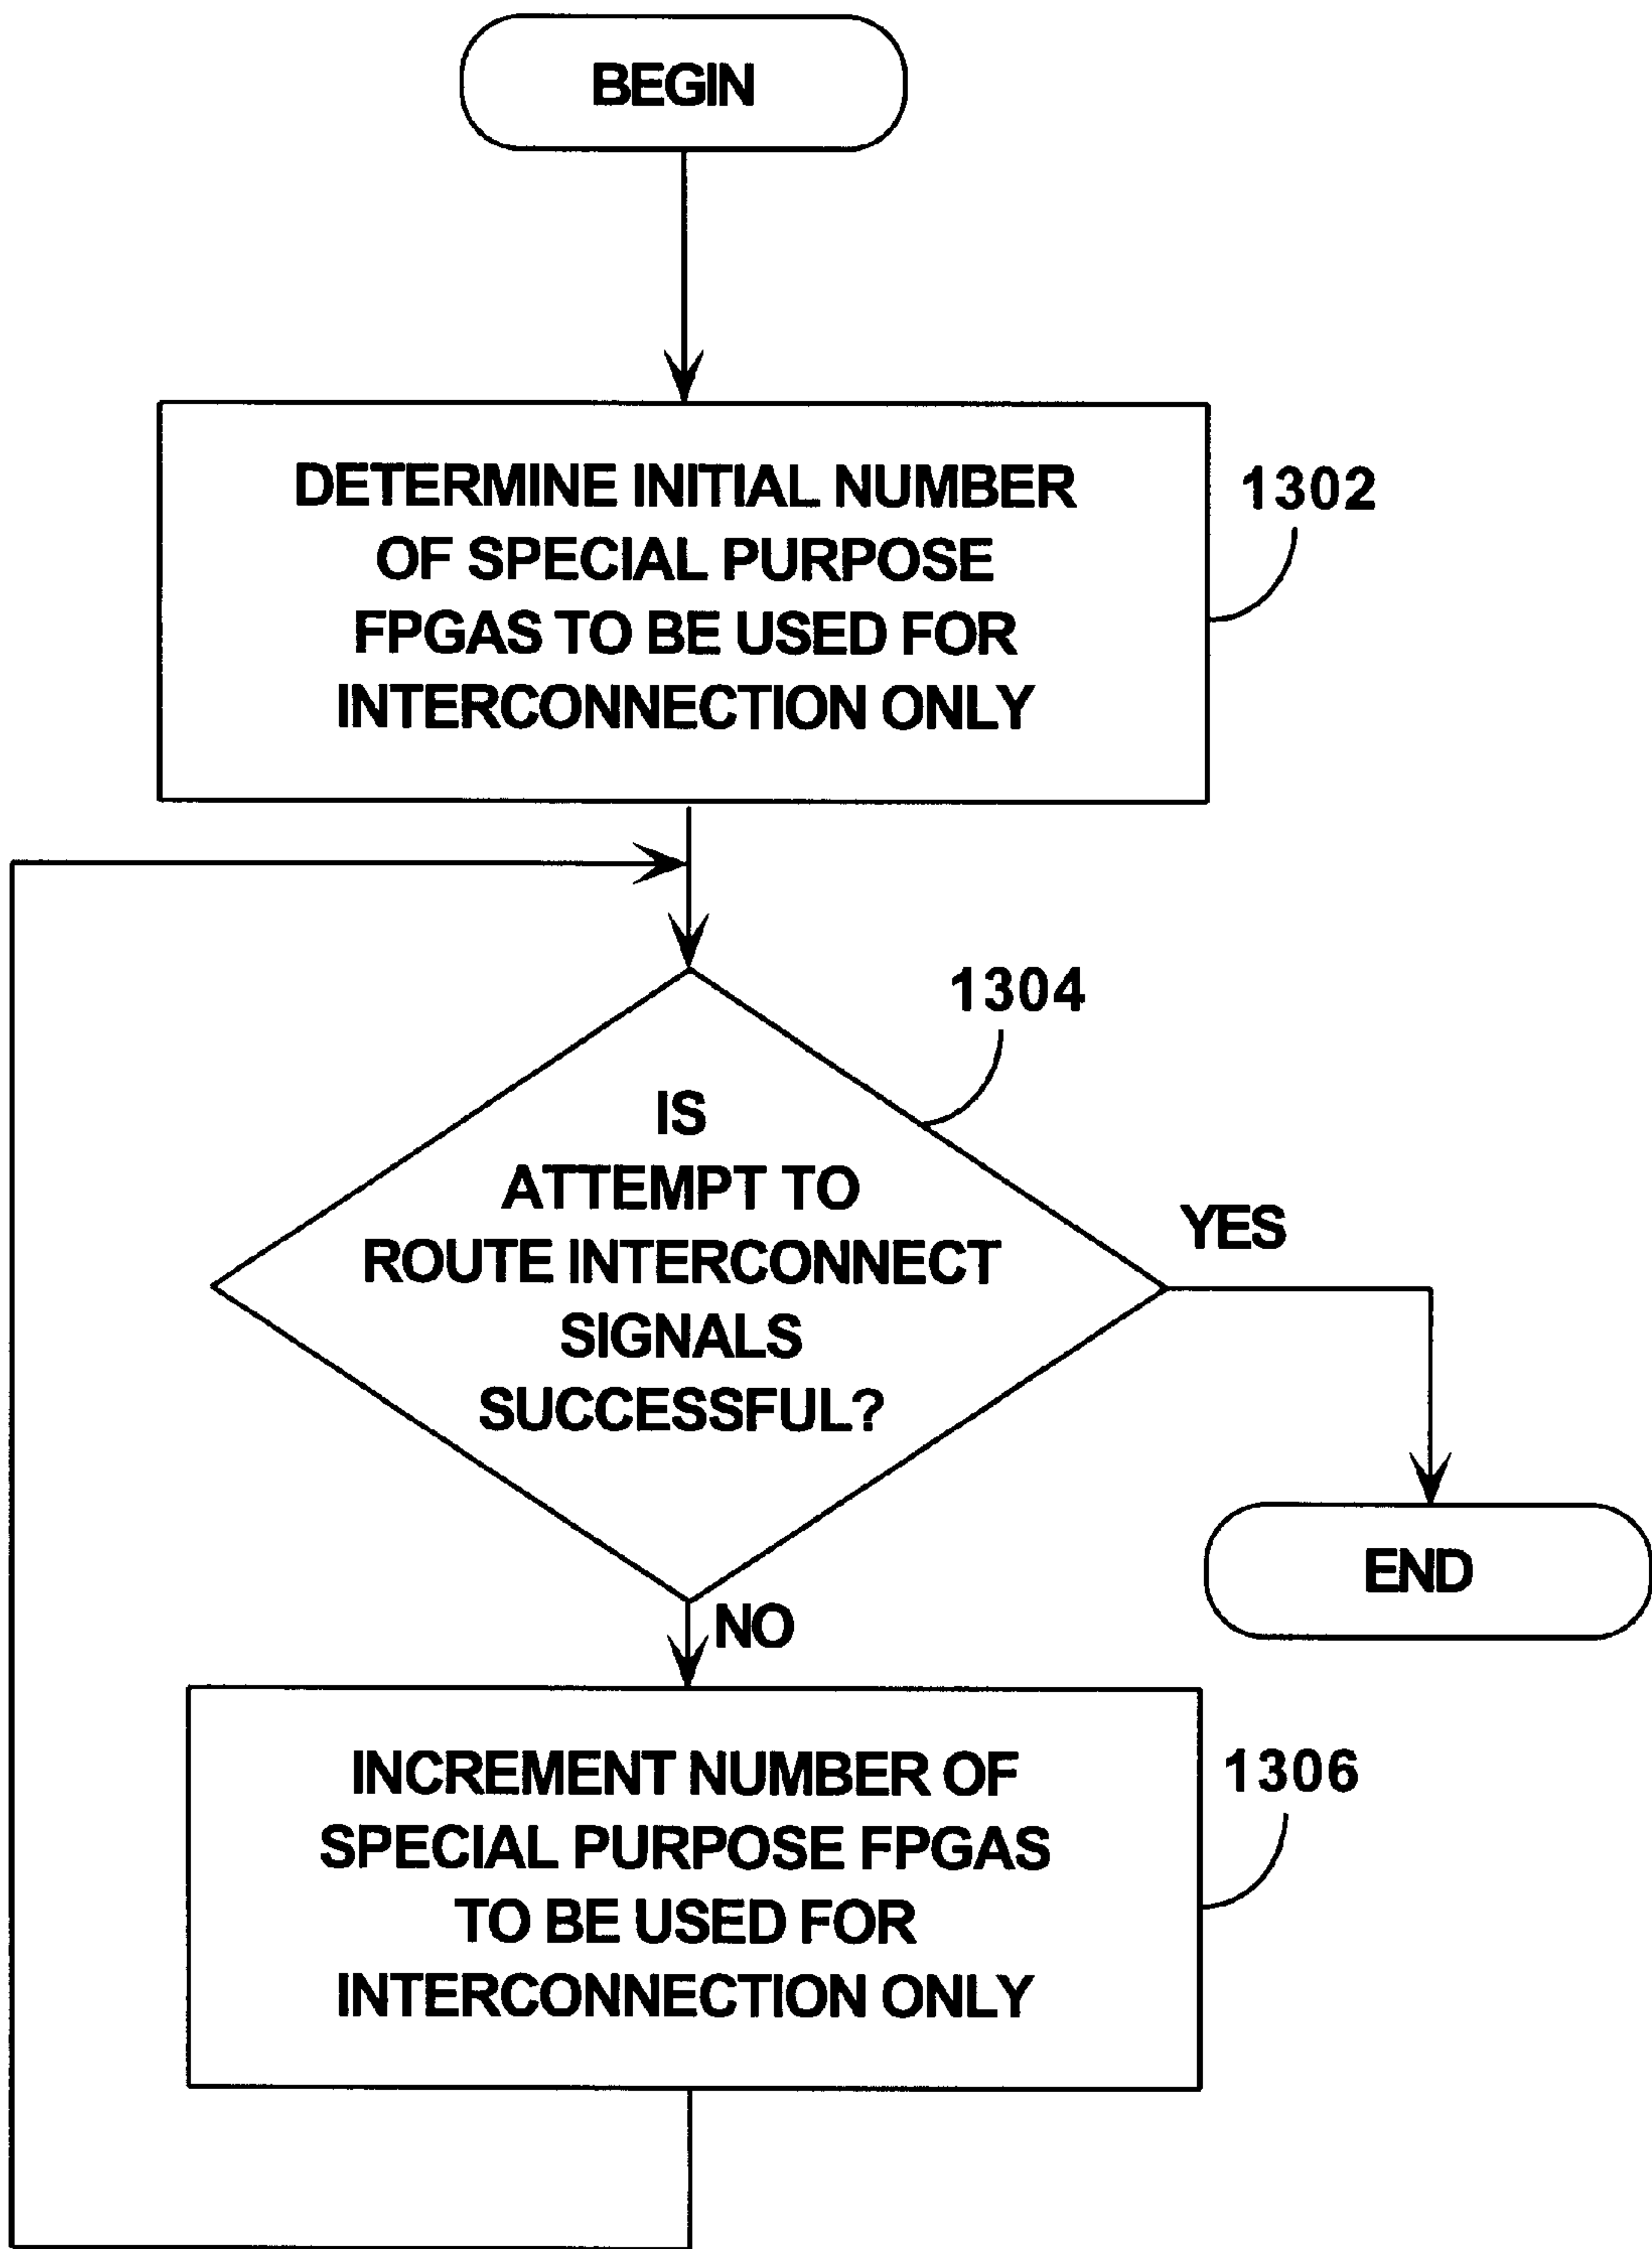 BEGIN
DETERMINE INITIAL NUMBER
OF SPECIAL PURPOSE
FPGAS TO BE USED FOR
INTERCONNECTION ONLY
1302
1304
IS
ATTEMPT TO
ROUTE INTERCONNECT
SIGNALS
SUCCESSFUL?
YES
END
NO
INCREMENT NUMBER OF
SPECIAL PURPOSE FPGAS
TO BE USED FOR
INTERCONNECTION ONLY
1306